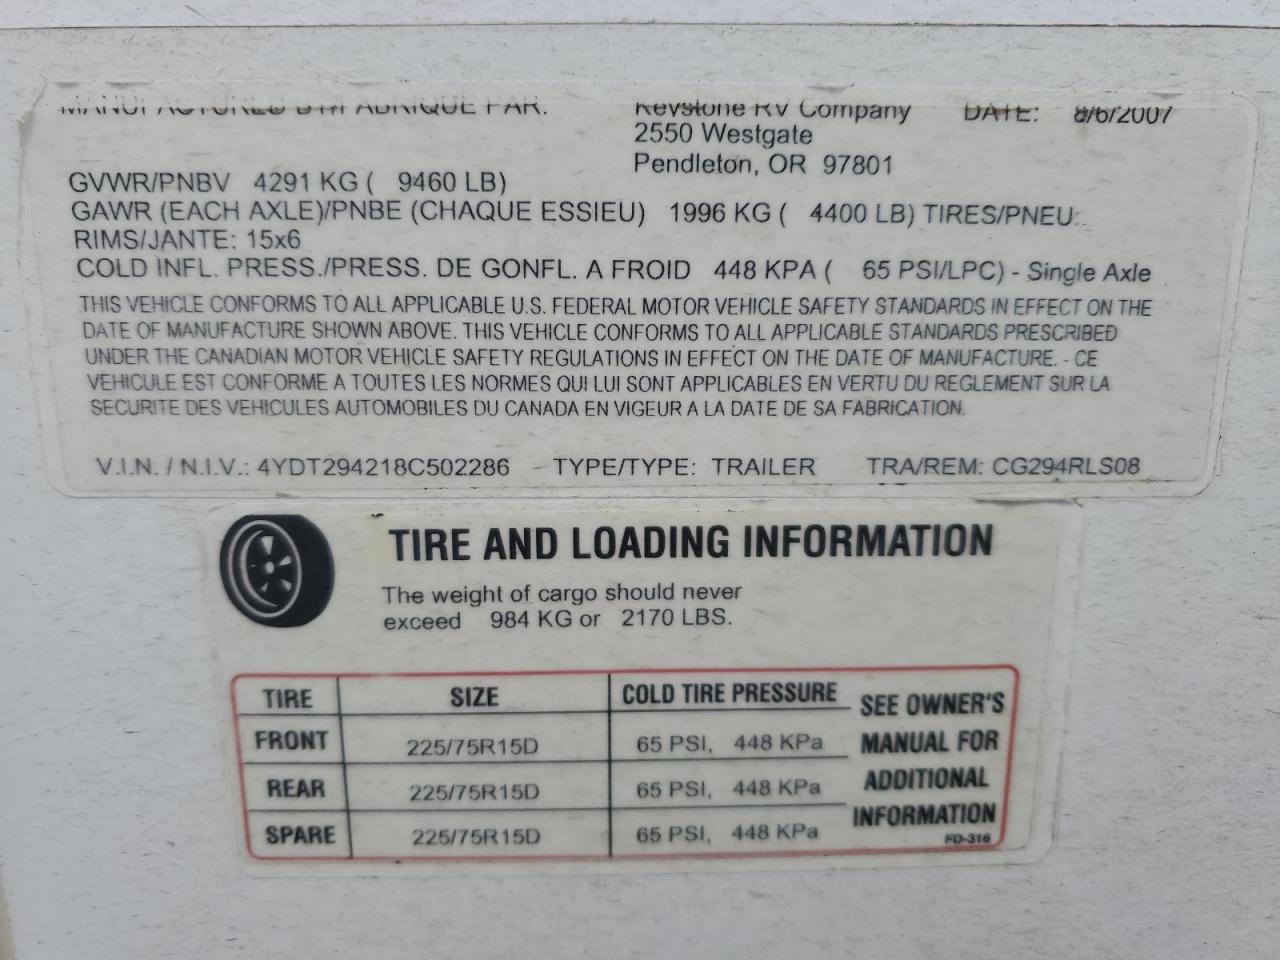 MANUFACTURED BY/FABRIQUE PAR: Keystone RV Company DATE: 8/6/2007
2550 Westgate
Pendleton, OR 97801
GVWR/PNBV 4291 KG ( 9460 LB)
GAWR (EACH AXLE)/PNBE (CHAQUE ESSIEU) 1996 KG ( 4400 LB) TIRES/PNEU:
RIMS/JANTE: 15x6
COLD INFL. PRESS./PRESS. DE GONFL. A FROID 448 KPA ( 65 PSI/LPC) - Single Axle
THIS VEHICLE CONFORMS TO ALL APPLICABLE U.S. FEDERAL MOTOR VEHICLE SAFETY STANDARDS IN EFFECT ON THE
DATE OF MANUFACTURE SHOWN ABOVE. THIS VEHICLE CONFORMS TO ALL APPLICABLE STANDARDS PRESCRIBED
UNDER THE CANADIAN MOTOR VEHICLE SAFETY REGULATIONS IN EFFECT ON THE DATE OF MANUFACTURE. - CE
VEHICULE EST CONFORME A TOUTES LES NORMES QUI LUI SONT APPLICABLES EN VERTU DU REGLEMENT SUR LA
SECURITE DES VEHICULES AUTOMOBILES DU CANADA EN VIGEUR A LA DATE DE SA FABRICATION.
V.I.N. / N.I.V.: 4YDT294218C502286 - TYPE/TYPE: TRAILER TRA/REM: CG294RLS08
TIRE AND LOADING INFORMATION
The weight of cargo should never
exceed 984 KG or 2170 LBS.
TIRE SIZE COLD TIRE PRESSURE
FRONT 225/75R15D 65 PSI, 448 KPa
REAR 225/75R15D 65 PSI, 448 KPa
SPARE 225/75R15D 65 PSI, 448 KPa
SEE OWNER'S
MANUAL FOR
ADDITIONAL
INFORMATION
FD-316